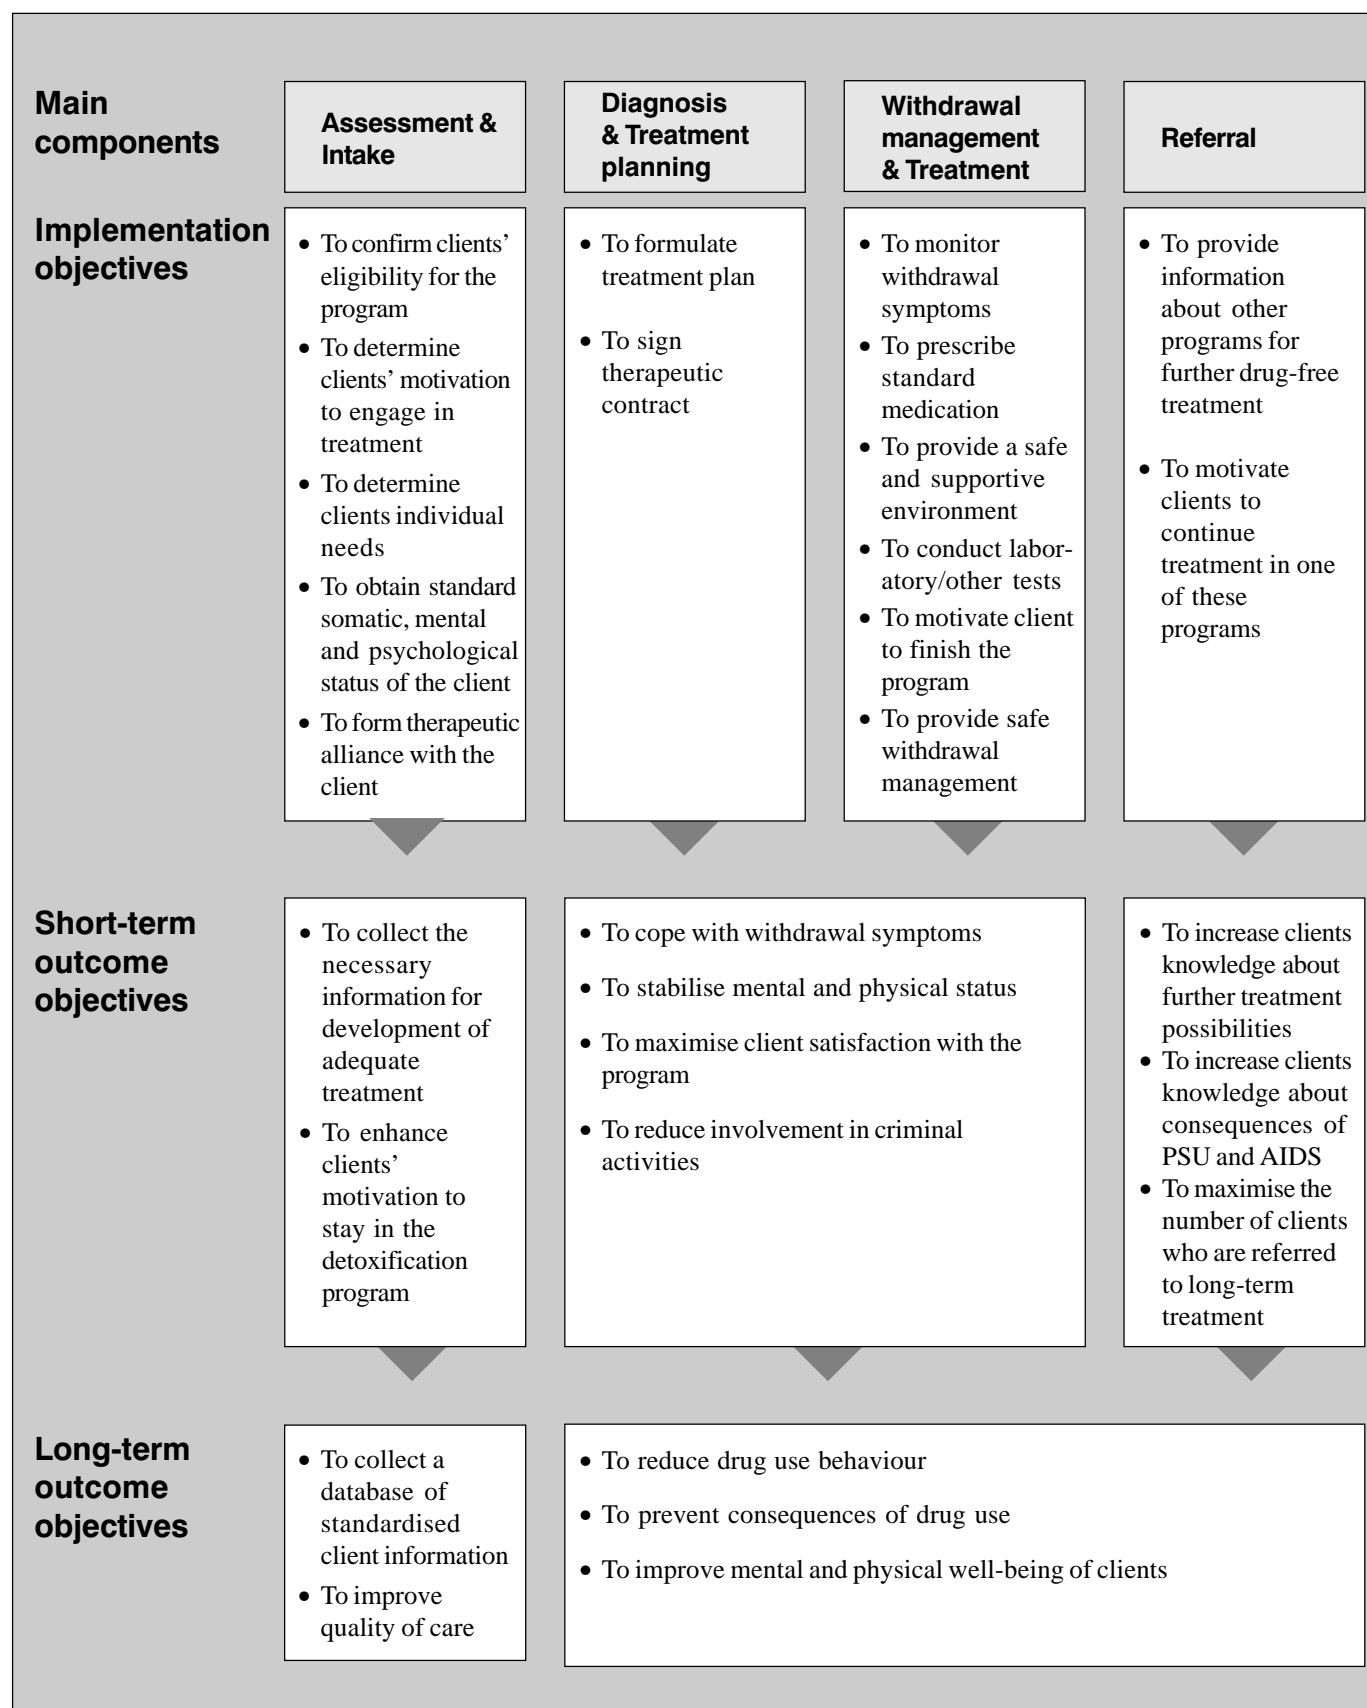 Main
components
Assessment &
Intake
Diagnosis
& Treatment
planning
Withdrawal
management
& Treatment
Referral
Implementation
objectives
• To confirm clients’
eligibility for the
program
• To determine
clients’ motivation
to engage in
treatment
• To determine
clients individual
needs
• To obtain standard
somatic, mental
and psychological
status of the client
• To form therapeutic
alliance with the
client
• To formulate
treatment plan
• To sign
therapeutic
contract
• To monitor
withdrawal
symptoms
• To prescribe
standard
medication
• To provide a safe
and supportive
environment
• To conduct labor-
atory/other tests
• To motivate client
to finish the
program
• To provide safe
withdrawal
management
• To provide
information
about other
programs for
further drug-free
treatment
• To motivate
clients to
continue
treatment in one
of these
programs
Short-term
outcome
objectives
• To collect the
necessary
information for
development of
adequate
treatment
• To enhance
clients’
motivation to
stay in the
detoxification
program
• To cope with withdrawal symptoms
• To stabilise mental and physical status
• To maximise client satisfaction with the
program
• To reduce involvement in criminal
activities
• To increase clients
knowledge about
further treatment
possibilities
• To increase clients
knowledge about
consequences of
PSU and AIDS
• To maximise the
number of clients
who are referred
to long-term
treatment
Long-term
outcome
objectives
• To collect a
database of
standardised
client information
• To improve
quality of care
• To reduce drug use behaviour
• To prevent consequences of drug use
• To improve mental and physical well-being of clients